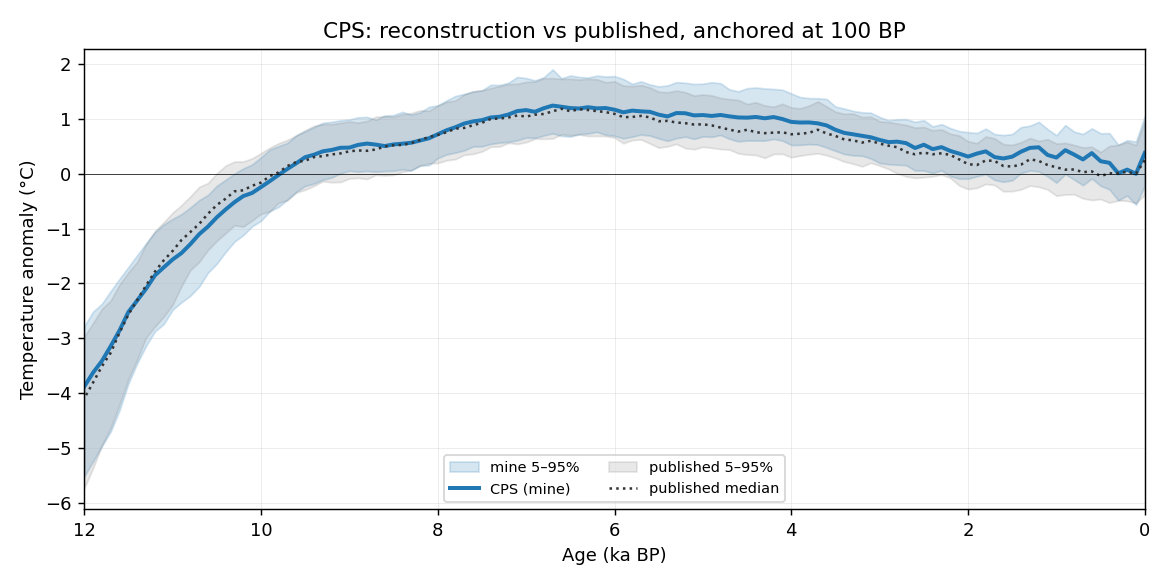 CPS: reconstruction vs published, anchored at 100 BP
Temperature anomaly (°C)
2
1
0
−1
−2
−3
−4
−5
−6
mine 5–95%
CPS (mine)
published 5–95%
published median
12
10
8
6
4
2
0
Age (ka BP)